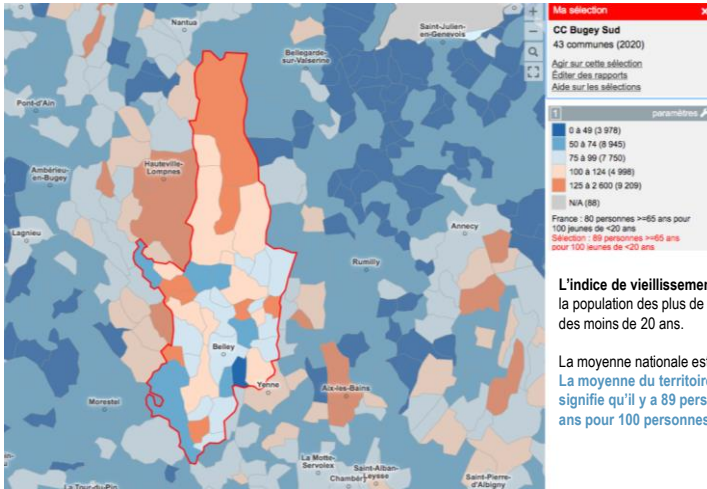 Nantua
Saint-Julien-
en-Genevois
Bellegarde-
sur-Valserine
Pont-d'Ain
Ambérieu-
en-Bugey
Hauteville-
Lompnes
Lagnieu
Annecy
Rumilly
Belley
Yenne
Aix-les-Bains
Morestel
La Motte-
Servolex
Chambéry
Saint-Alban-
Leysse
La Tour-du-Pin
Saint-Pierre-
d'Albigny
+
−
Ma sélection
CC Bugey Sud
43 communes (2020)
Agir sur cette sélection
Éditer des rapports
Aide sur les sélections
1 paramètres
0 à 49 (3 978)
50 à 74 (8 945)
75 à 99 (7 750)
100 à 124 (4 998)
125 à 2 600 (9 209)
N/A (88)
France : 80 personnes >=65 ans pour
100 jeunes de <20 ans
Sélection : 89 personnes >=65 ans
pour 100 jeunes de <20 ans
L'indice de vieillissemen
la population des plus de
des moins de 20 ans.
La moyenne nationale est
La moyenne du territoire
signifie qu'il y a 89 pers
ans pour 100 personnes